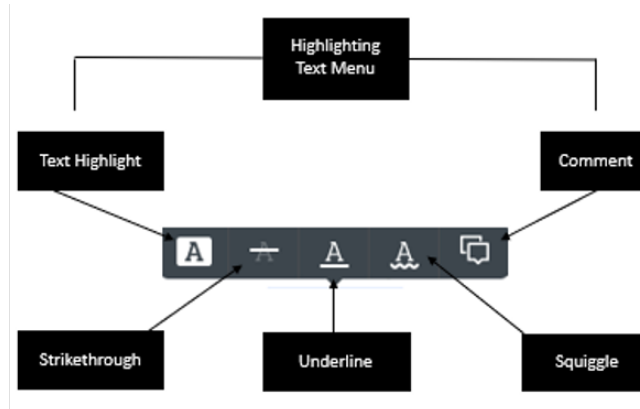 Highlighting
Text Menu
Text Highlight
Comment
A
A
A
A
Strikethrough
Underline
Squiggle